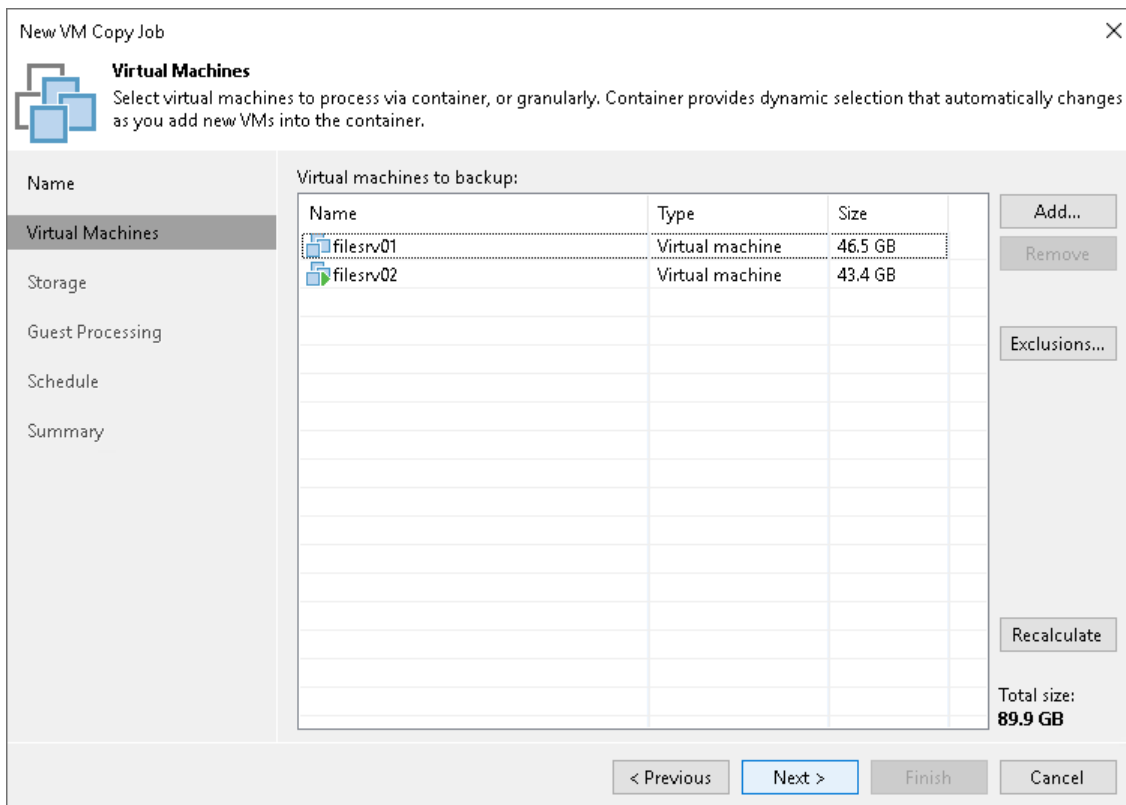 New VM Copy Job
Virtual Machines
Select virtual machines to process via container, or granularly. Container provides dynamic selection that automatically changes
as you add new VMs into the container.
Name
Virtual Machines
Storage
Guest Processing
Schedule
Summary
Virtual machines to backup:
Name Type Size
filesrv01 Virtual machine 46.5 GB
filesrv02 Virtual machine 43.4 GB
Add...
Remove
Exclusions...
Recalculate
Total size:
89.9 GB
< Previous Next > Finish Cancel